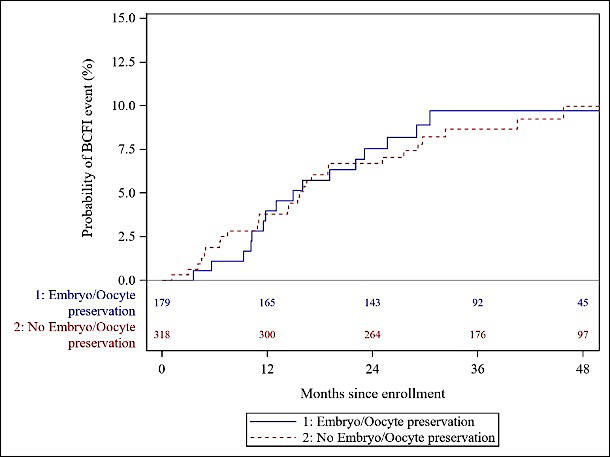 15.0
12.5
10.0
7.5
5.0
2.5
0.0
Probability of BCFI event (%)
1: Embryo/Oocyte
preservation
179 165 143 92 45
2: No Embryo/Oocyte
preservation
318 300 264 176 97
0 12 24 36 48
Months since enrollment
1: Embryo/Oocyte preservation
2: No Embryo/Oocyte preservation